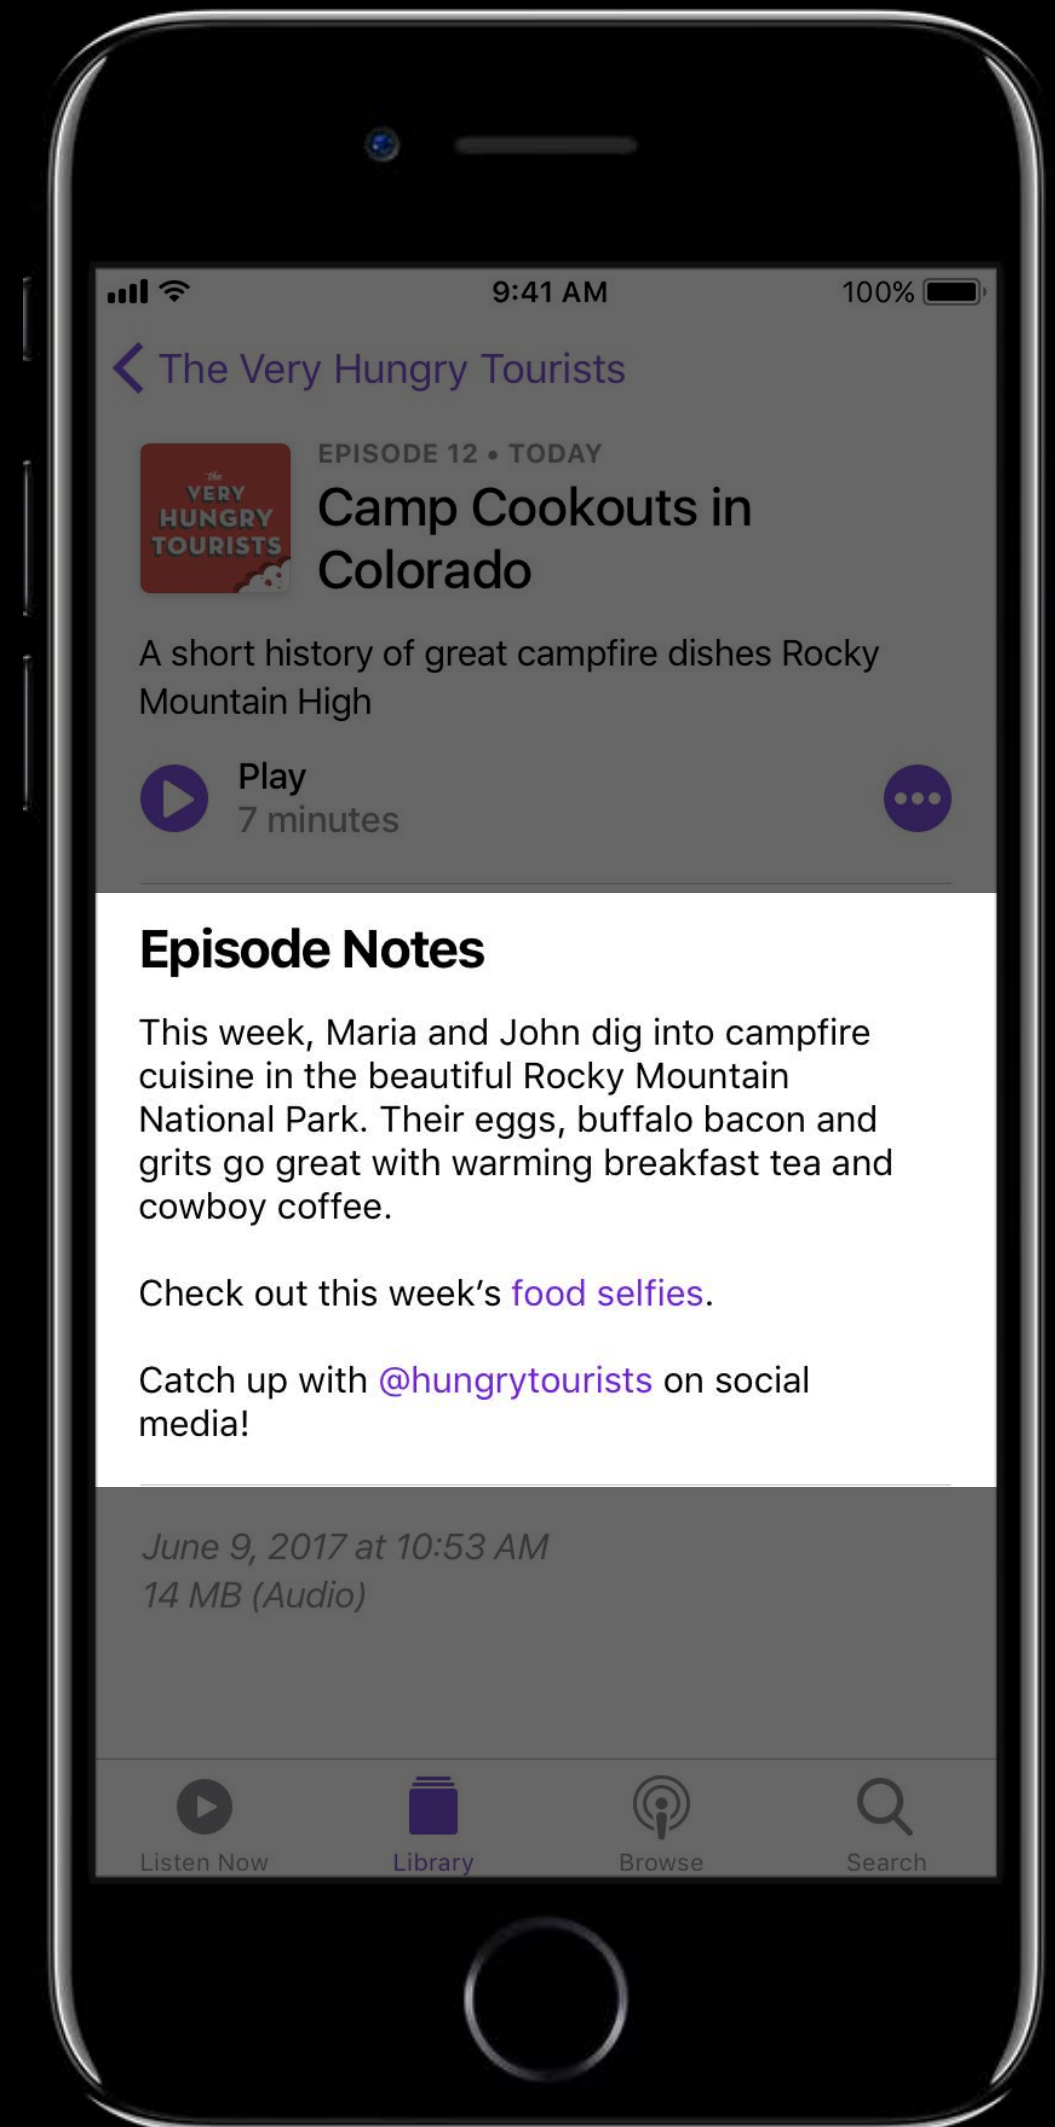 9:41 AM
100%
The Very Hungry Tourists
the
VERY
HUNGRY
TOURISTS
EPISODE 12 • TODAY
Camp Cookouts in
Colorado
A short history of great campfire dishes Rocky
Mountain High
Play
7 minutes
Episode Notes
This week, Maria and John dig into campfire
cuisine in the beautiful Rocky Mountain
National Park. Their eggs, buffalo bacon and
grits go great with warming breakfast tea and
cowboy coffee.
Check out this week’s food selfies.
Catch up with @hungrytourists on social
media!
June 9, 2017 at 10:53 AM
14 MB (Audio)
Listen Now
Library
Browse
Search